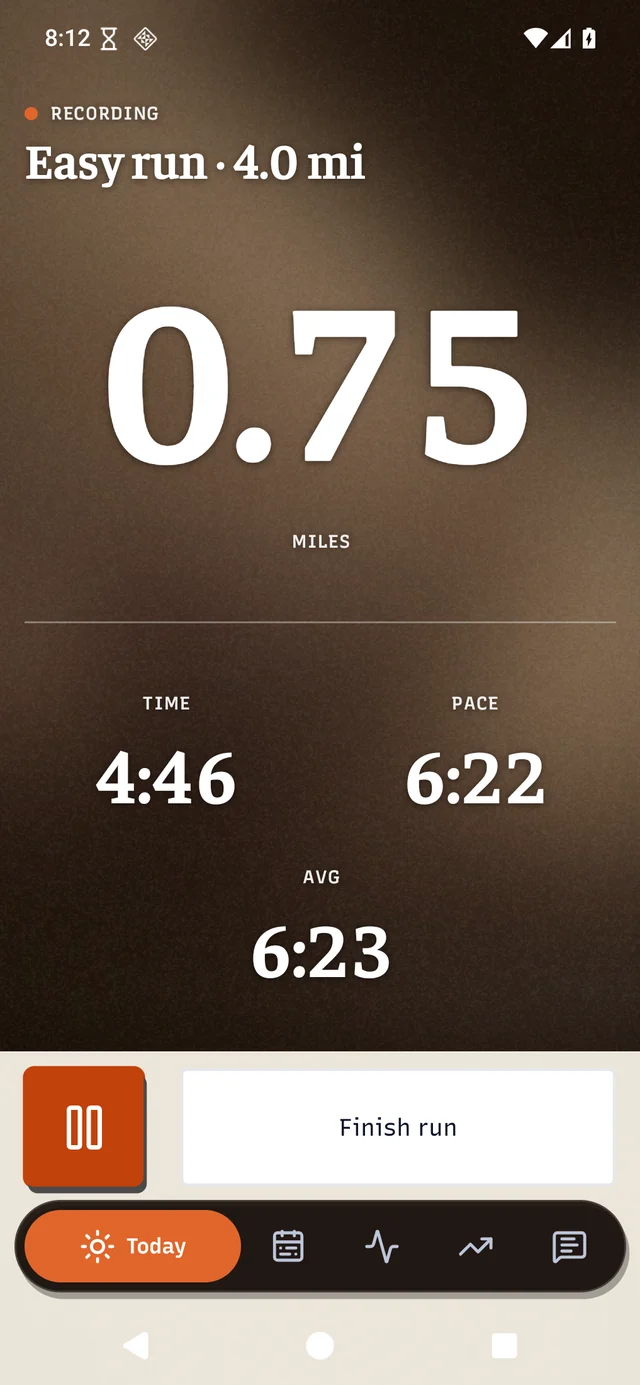 8:12
RECORDING
Easy run · 4.0 mi
0.75
MILES
TIME
PACE
4:46
6:22
AVG
6:23
Finish run
Today